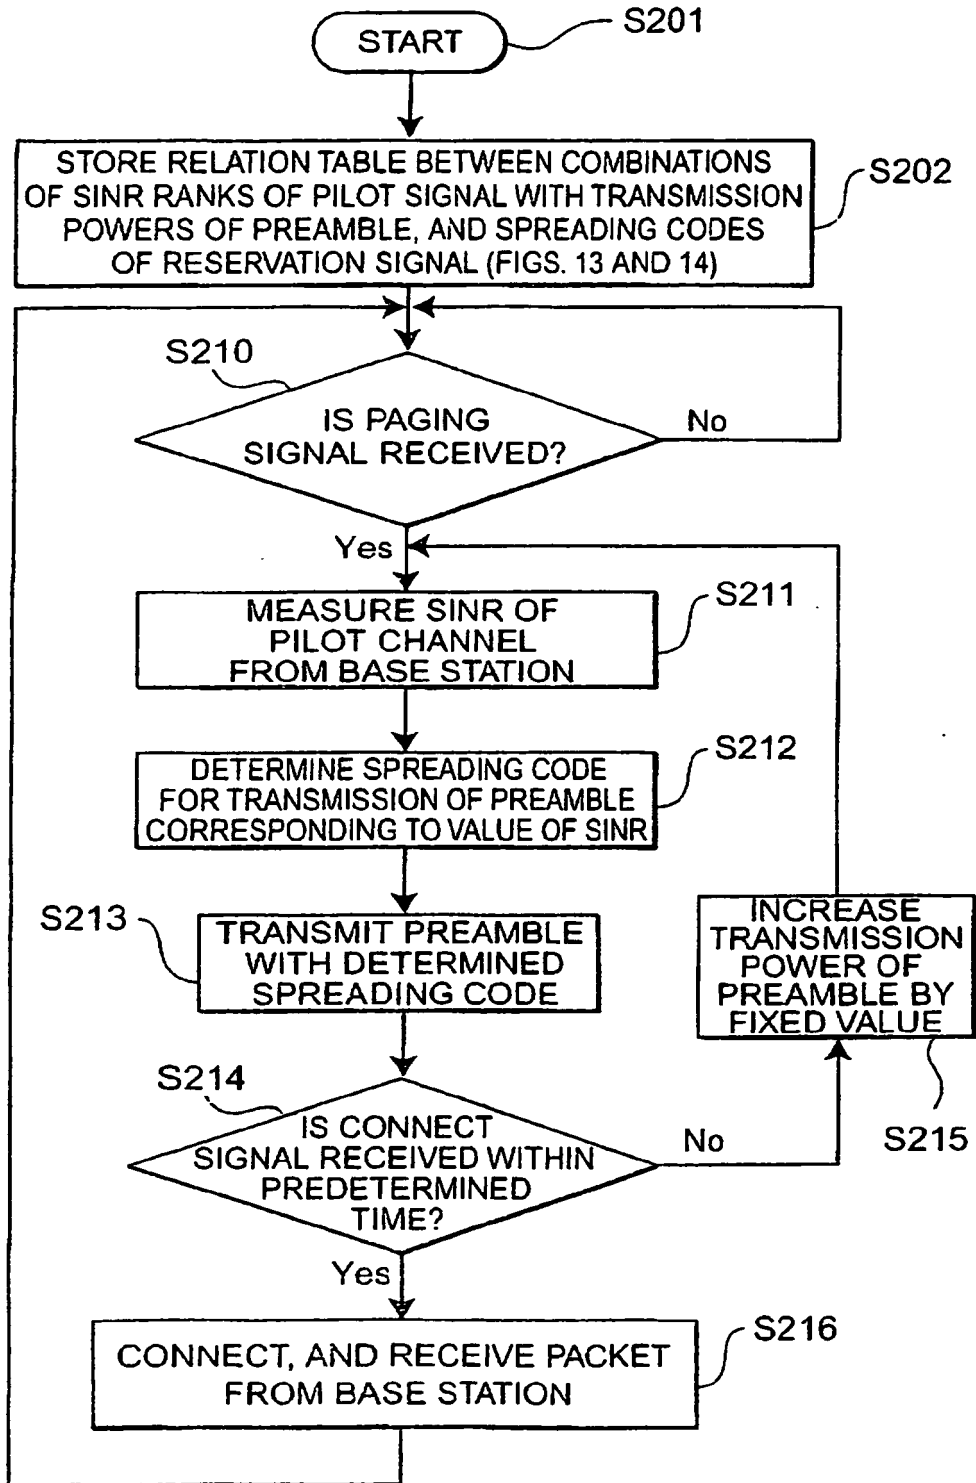 START
S201
STORE RELATION TABLE BETWEEN COMBINATIONS
OF SINR RANKS OF PILOT SIGNAL WITH TRANSMISSION
POWERS OF PREAMBLE, AND SPREADING CODES
OF RESERVATION SIGNAL (FIGS. 13 AND 14)
S202
S210
IS PAGING
SIGNAL RECEIVED?
No
Yes
MEASURE SINR OF
PILOT CHANNEL
FROM BASE STATION
S211
DETERMINE SPREADING CODE
FOR TRANSMISSION OF PREAMBLE
CORRESPONDING TO VALUE OF SINR
S212
S213
TRANSMIT PREAMBLE
WITH DETERMINED
SPREADING CODE
INCREASE
TRANSMISSION
POWER OF
PREAMBLE BY
FIXED VALUE
S215
S214
IS CONNECT
SIGNAL RECEIVED WITHIN
PREDETERMINED
TIME?
No
Yes
CONNECT, AND RECEIVE PACKET
FROM BASE STATION
S216